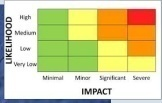 LIKELIHOOD
High
Medium
Low
Very Low
Minimal Minor Significant Severe
IMPACT